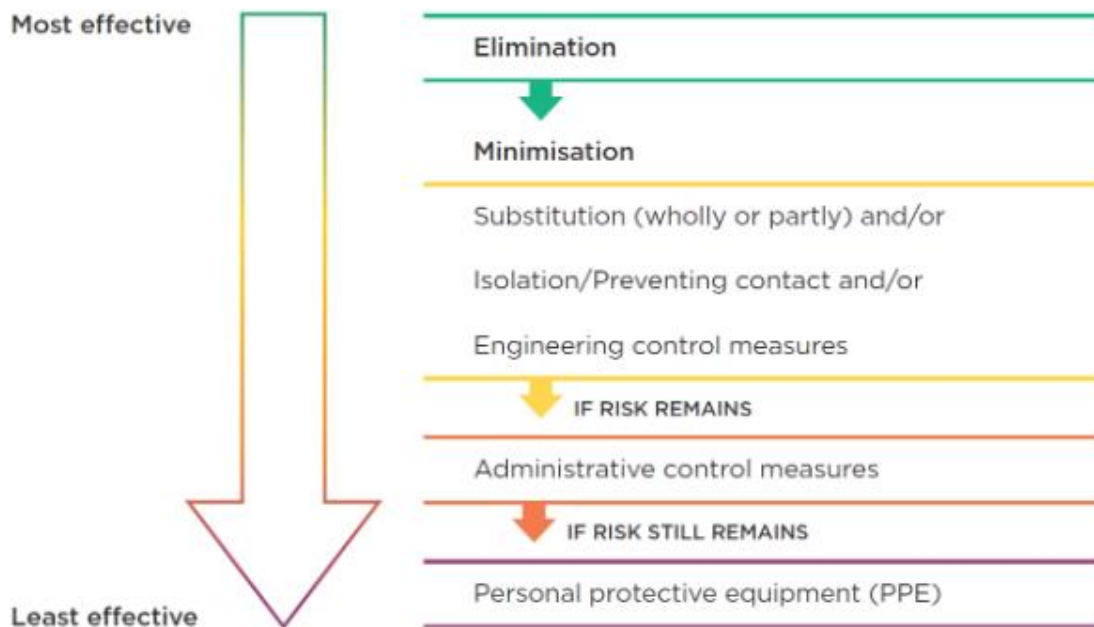 Most effective
Elimination
Minimisation
Substitution (wholly or partly) and/or
Isolation/Preventing contact and/or
Engineering control measures
IF RISK REMAINS
Administrative control measures
IF RISK STILL REMAINS
Personal protective equipment (PPE)
Least effective